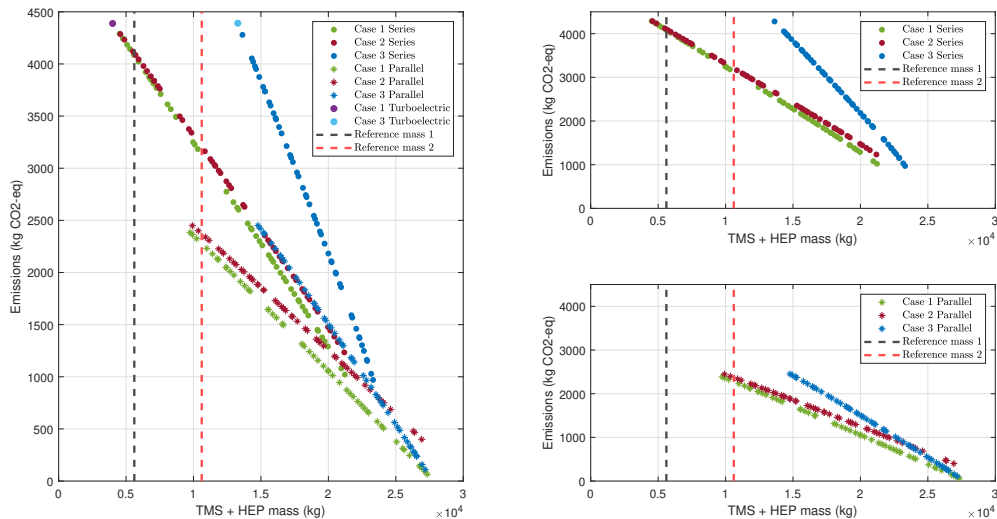 4500
4000
3500
3000
2500
2000
1500
1000
500
0
Emissions (kg CO2-eq)
Case 1 Series
Case 2 Series
Case 3 Series
Case 1 Parallel
Case 2 Parallel
Case 3 Parallel
Case 1 Turboelectric
Case 3 Turboelectric
Reference mass 1
Reference mass 2
0 0.5 1 1.5 2 2.5 3
TMS + HEP mass (kg)
×10⁴
4000
3000
2000
1000
0
Emissions (kg CO2-eq)
Case 1 Series
Case 2 Series
Case 3 Series
Reference mass 1
Reference mass 2
0 0.5 1 1.5 2 2.5 3
TMS + HEP mass (kg)
×10⁴
4000
3000
2000
1000
0
Emissions (kg CO2-eq)
Case 1 Parallel
Case 2 Parallel
Case 3 Parallel
Reference mass 1
Reference mass 2
0 0.5 1 1.5 2 2.5 3
TMS + HEP mass (kg)
×10⁴